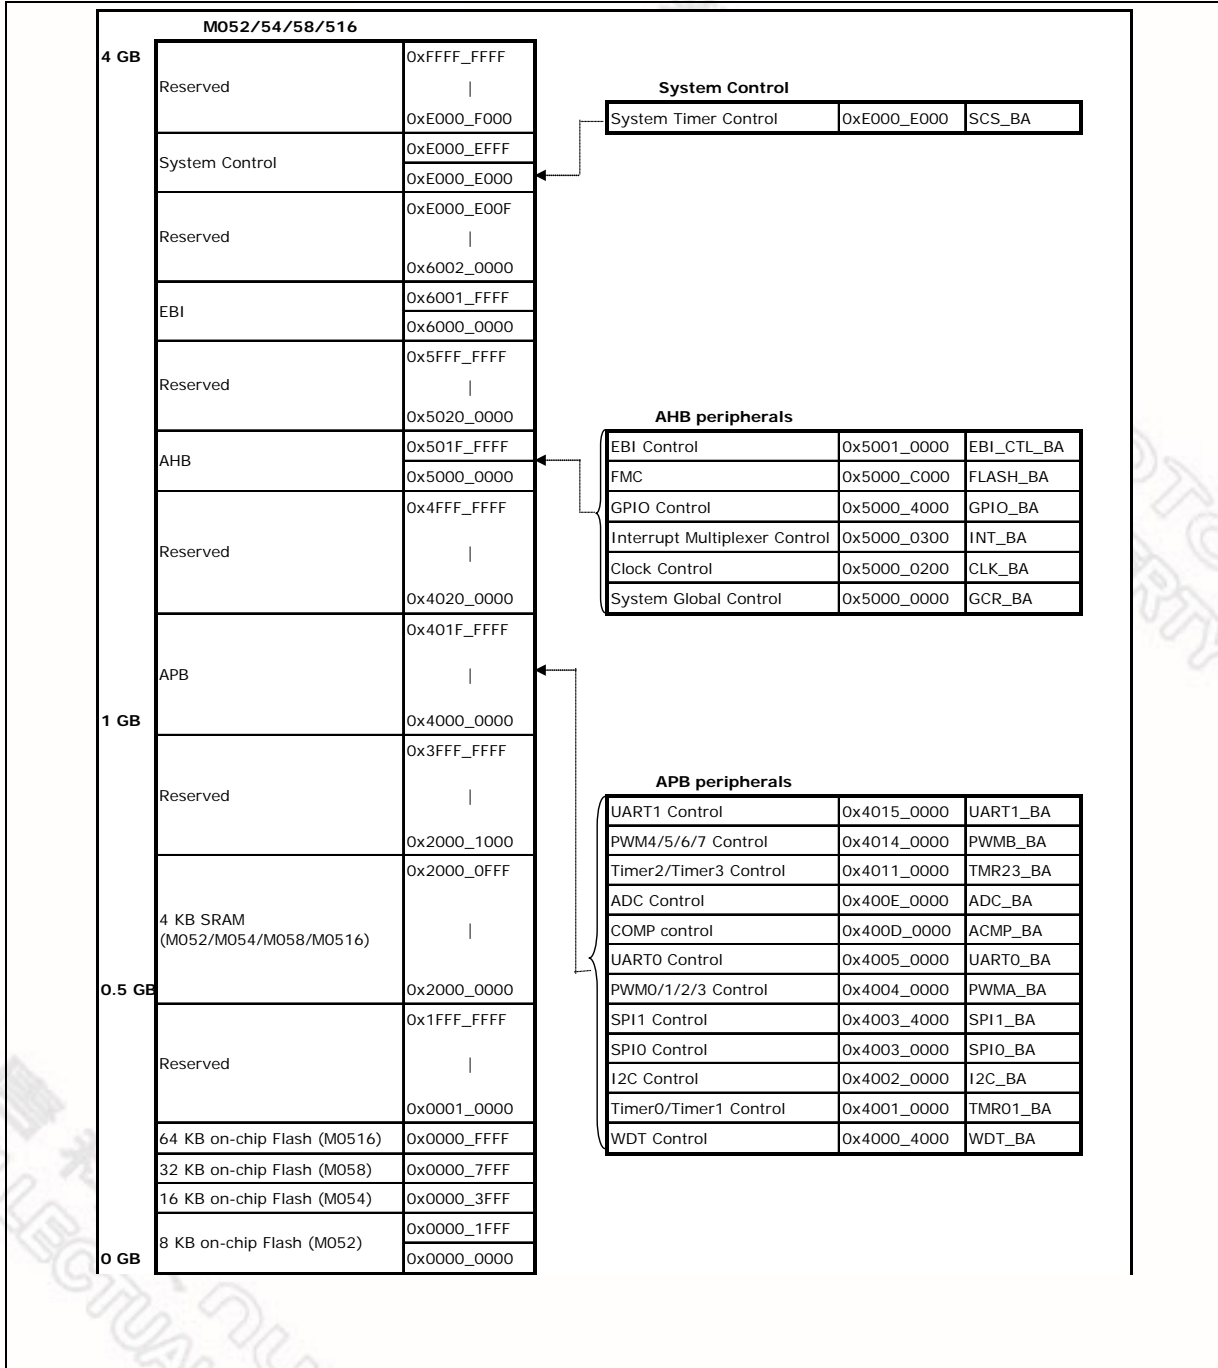 M052/54/58/516
4 GB
Reserved
0xFFFF_FFFF
|
0xE000_F000
System Control
0xE000_EFFF
0xE000_E000
Reserved
0xE000_E00F
|
0x6002_0000
EBI
0x6001_FFFF
0x6000_0000
Reserved
0x5FFF_FFFF
|
0x5020_0000
AHB
0x501F_FFFF
0x5000_0000
Reserved
0x4FFF_FFFF
|
0x4020_0000
APB
0x401F_FFFF
|
1 GB
0x4000_0000
Reserved
0x3FFF_FFFF
|
0x2000_1000
4 KB SRAM
(M052/M054/M058/M0516)
0x2000_0FFF
|
0.5 GB
0x2000_0000
Reserved
0x1FFF_FFFF
|
0x0001_0000
64 KB on-chip Flash (M0516) 0x0000_FFFF
32 KB on-chip Flash (M058) 0x0000_7FFF
16 KB on-chip Flash (M054) 0x0000_3FFF
8 KB on-chip Flash (M052)
0x0000_1FFF
0 GB
0x0000_0000
System Control
System Timer Control 0xE000_E000 SCS_BA
AHB peripherals
EBI Control 0x5001_0000 EBI_CTL_BA
FMC 0x5000_C000 FLASH_BA
GPIO Control 0x5000_4000 GPIO_BA
Interrupt Multiplexer Control 0x5000_0300 INT_BA
Clock Control 0x5000_0200 CLK_BA
System Global Control 0x5000_0000 GCR_BA
APB peripherals
UART1 Control 0x4015_0000 UART1_BA
PWM4/5/6/7 Control 0x4014_0000 PWMB_BA
Timer2/Timer3 Control 0x4011_0000 TMR23_BA
ADC Control 0x400E_0000 ADC_BA
COMP control 0x400D_0000 ACMP_BA
UART0 Control 0x4005_0000 UART0_BA
PWM0/1/2/3 Control 0x4004_0000 PWMA_BA
SPI1 Control 0x4003_4000 SPI1_BA
SPI0 Control 0x4003_0000 SPI0_BA
I2C Control 0x4002_0000 I2C_BA
Timer0/Timer1 Control 0x4001_0000 TMR01_BA
WDT Control 0x4000_4000 WDT_BA